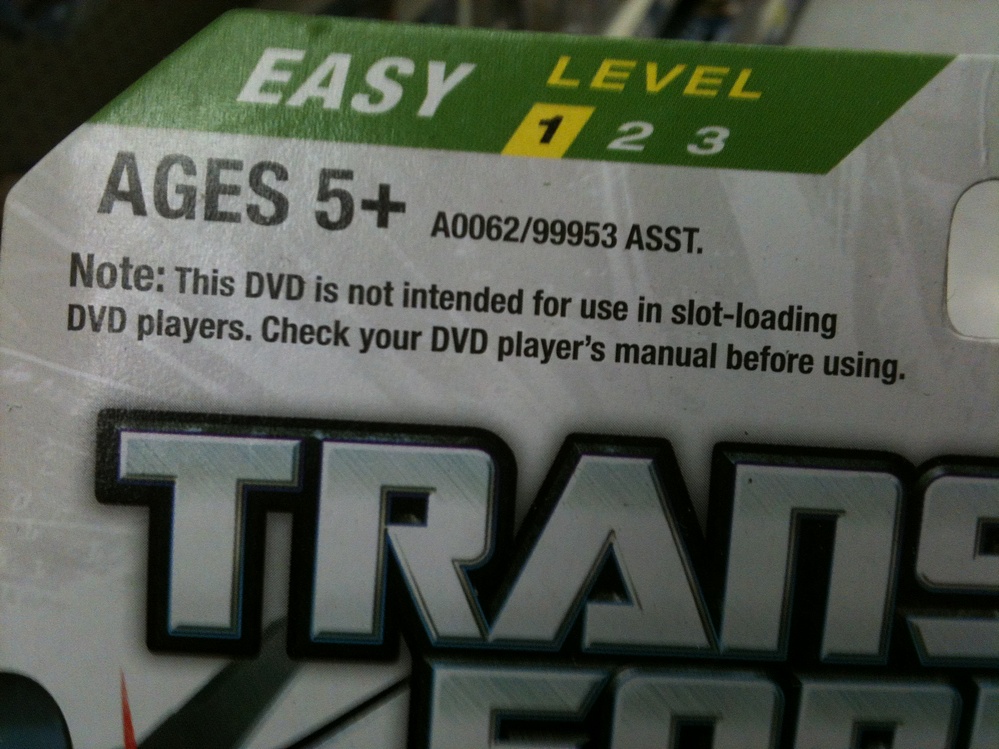 EASY LEVEL
1 2 3
AGES 5+ A0062/99953 ASST.
Note: This DVD is not intended for use in slot-loading
DVD players. Check your DVD player's manual before using.
TRANS